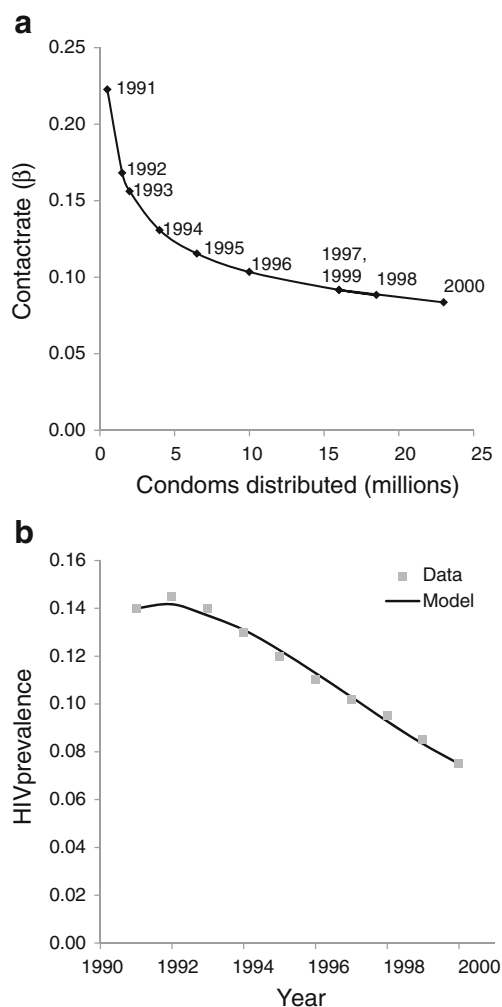 a
0.25
0.20
0.15
0.10
0.05
0.00
Contactrate (β)
1991
1992
1993
1994
1995
1996
1997,
1999
1998
2000
0 5 10 15 20 25
Condoms distributed (millions)
b
0.16
0.14
0.12
0.10
0.08
0.06
0.04
0.02
0.00
HIVprevalence
Data
Model
1990 1992 1994 1996 1998 2000
Year